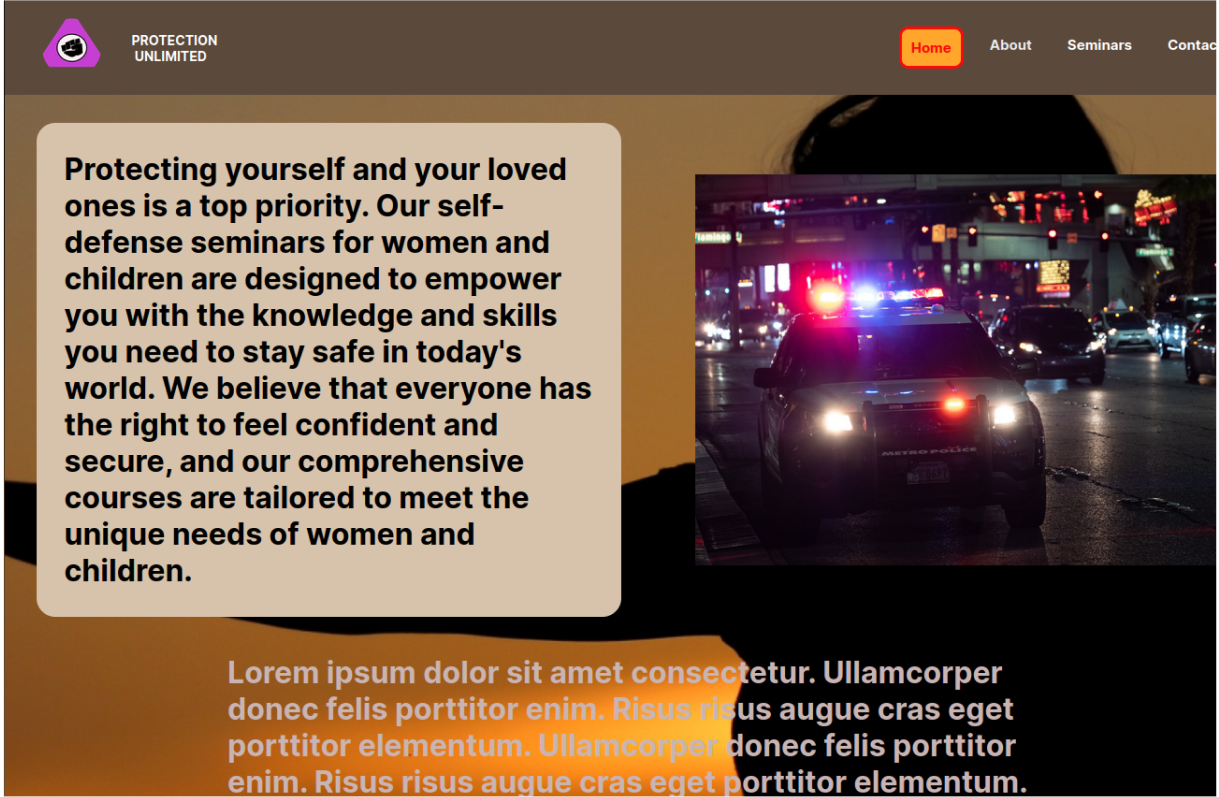 PROTECTION
UNLIMITED
Home
About
Seminars
Contac
Protecting yourself and your loved
ones is a top priority. Our self-
defense seminars for women and
children are designed to empower
you with the knowledge and skills
you need to stay safe in today's
world. We believe that everyone has
the right to feel confident and
secure, and our comprehensive
courses are tailored to meet the
unique needs of women and
children.
Flamingo
Flamingo
METRO POLICE
Lorem ipsum dolor sit amet consectetur. Ullamcorper
donec felis porttitor enim. Risus risus augue cras eget
porttitor elementum. Ullamcorper donec felis porttitor
enim. Risus risus augue cras eget porttitor elementum.